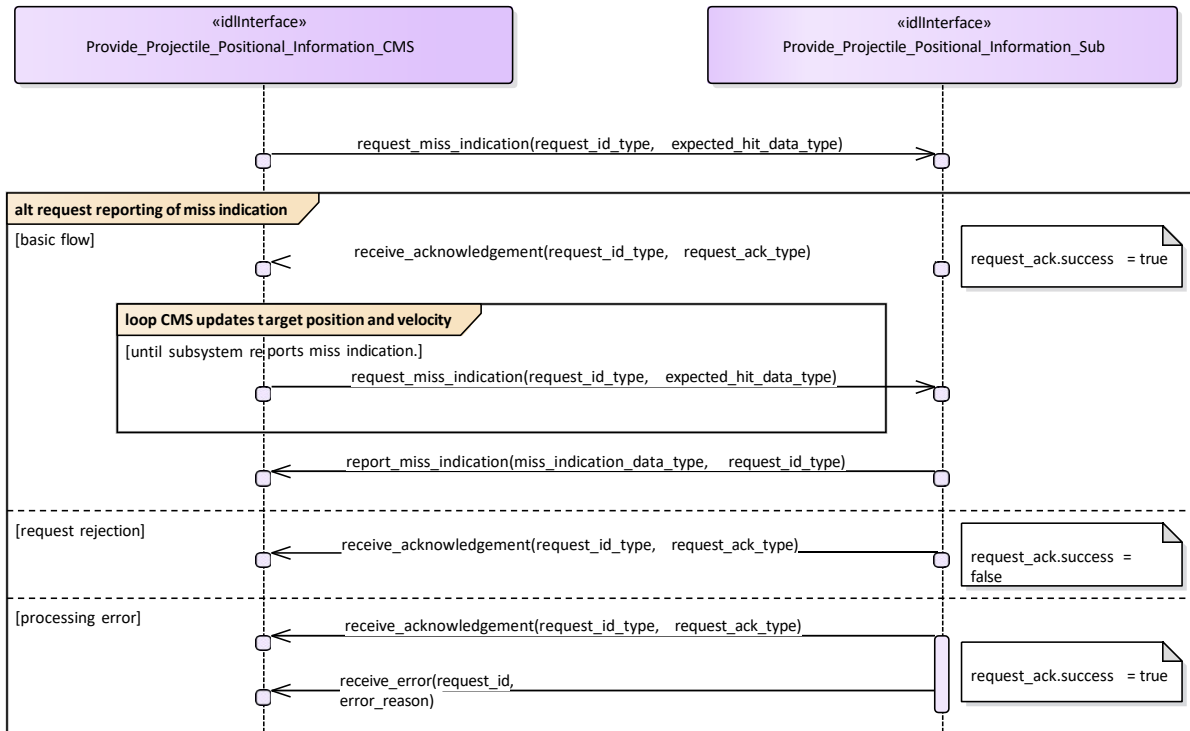 «idlInterface»
Provide_Projectile_Positional_Information_CMS
«idlInterface»
Provide_Projectile_Positional_Information_Sub
request_miss_indication(request_id_type, expected_hit_data_type)
alt request reporting of miss indication
[basic flow]
receive_acknowledgement(request_id_type, request_ack_type)
request_ack.success = true
loop CMS updates target position and velocity
[until subsystem reports miss indication.]
request_miss_indication(request_id_type, expected_hit_data_type)
report_miss_indication(miss_indication_data_type, request_id_type)
[request rejection]
receive_acknowledgement(request_id_type, request_ack_type)
request_ack.success =
false
[processing error]
receive_acknowledgement(request_id_type, request_ack_type)
request_ack.success = true
receive_error(request_id,
error_reason)